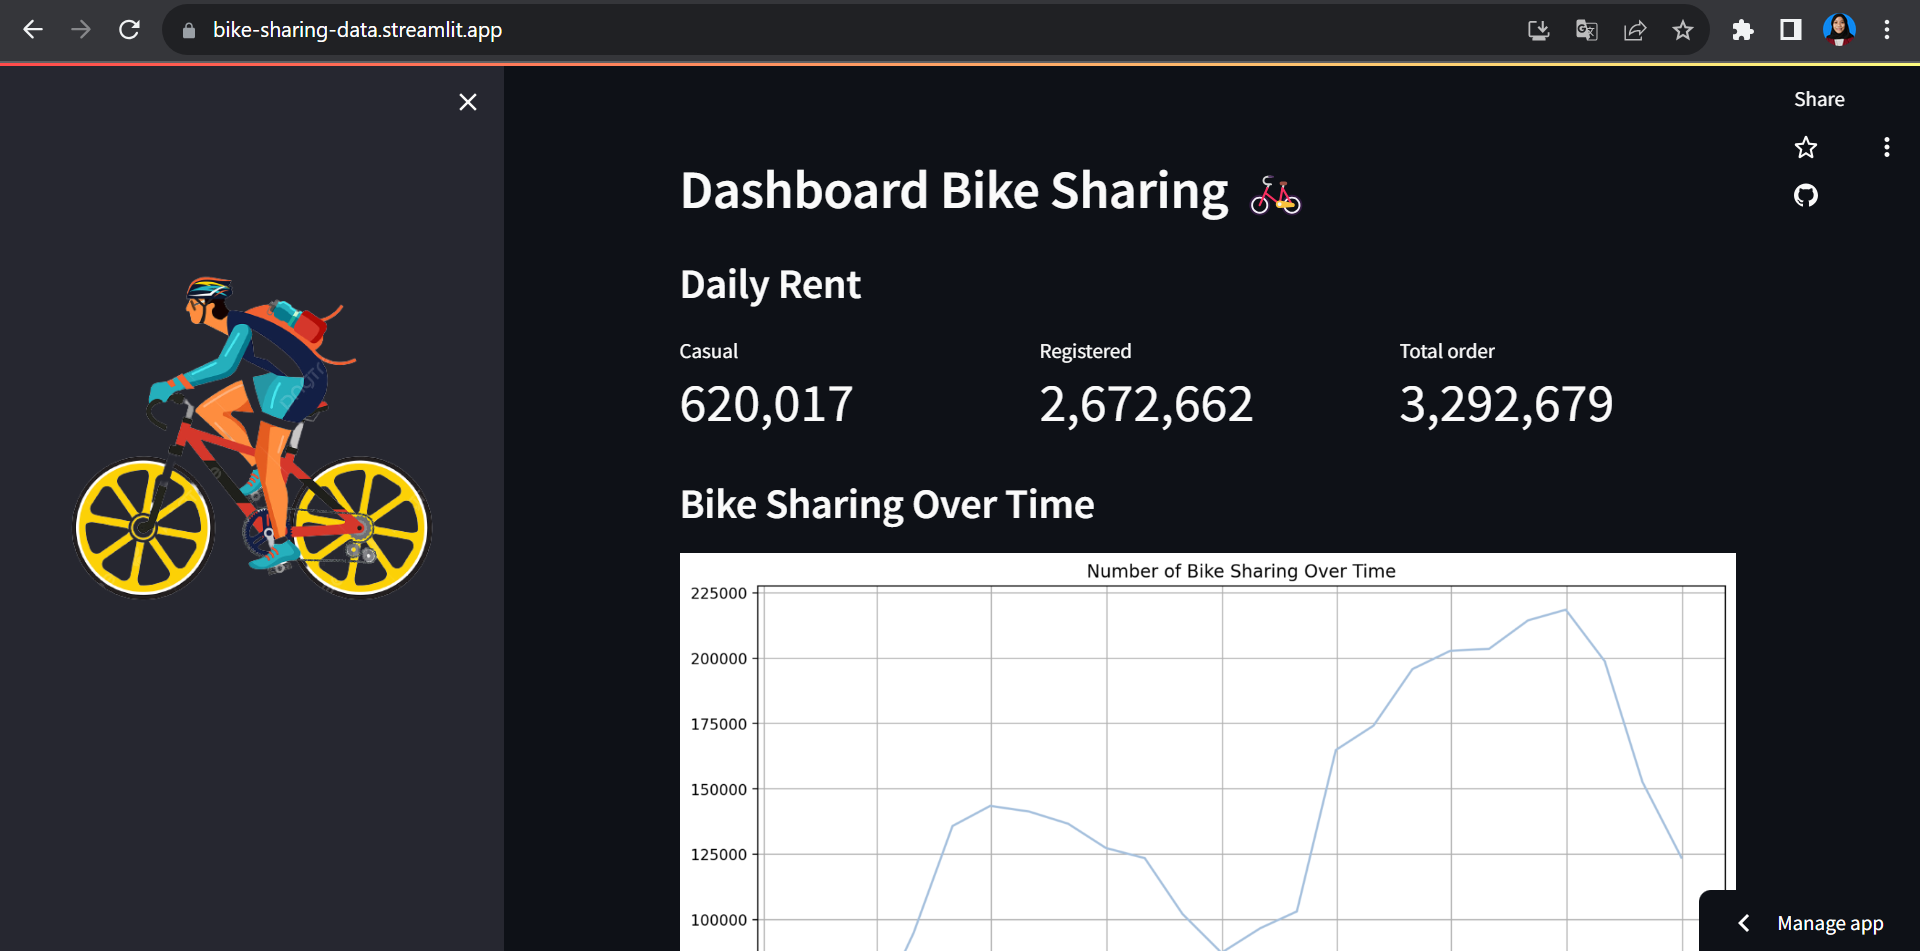 bike-sharing-data.streamlit.app
Share
Dashboard Bike Sharing
Daily Rent
Casual
Registered
Total order
620,017
2,672,662
3,292,679
Bike Sharing Over Time
Number of Bike Sharing Over Time
225000
200000
175000
150000
125000
100000
Manage app